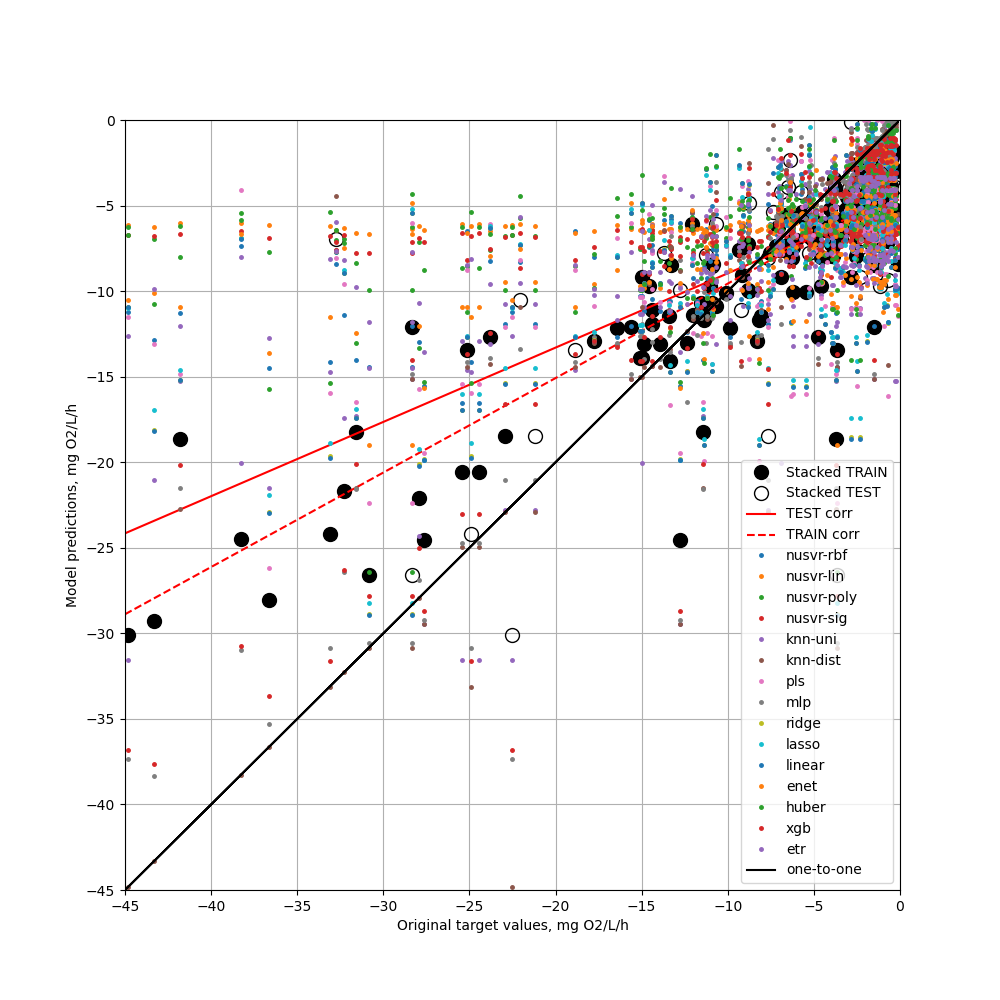 0
−5
−10
−15
−20
−25
−30
−35
−40
−45
Model predictions, mg O2/L/h
Stacked TRAIN
Stacked TEST
TEST corr
TRAIN corr
nusvr-rbf
nusvr-lin
nusvr-poly
nusvr-sig
knn-uni
knn-dist
pls
mlp
ridge
lasso
linear
enet
huber
xgb
etr
one-to-one
−45 −40 −35 −30 −25 −20 −15 −10 −5 0
Original target values, mg O2/L/h